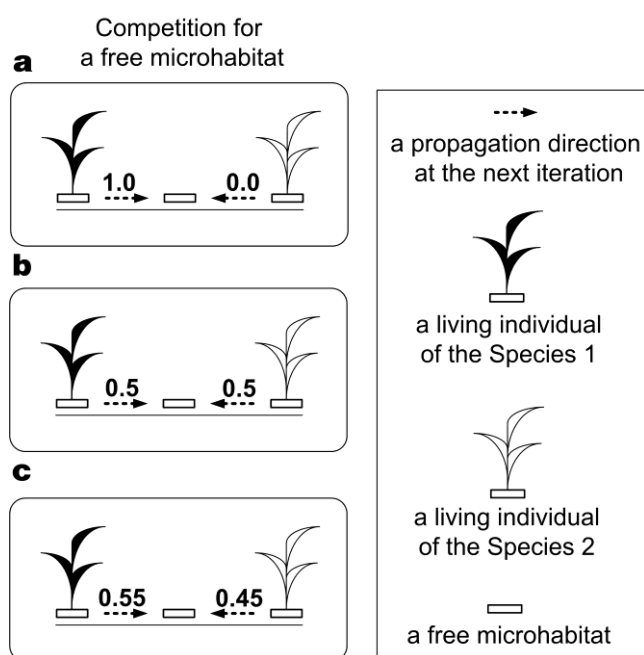 Competition for
a free microhabitat
a
1.0 0.0
b
0.5 0.5
c
0.55 0.45
a propagation direction
at the next iteration
a living individual
of the Species 1
a living individual
of the Species 2
a free microhabitat